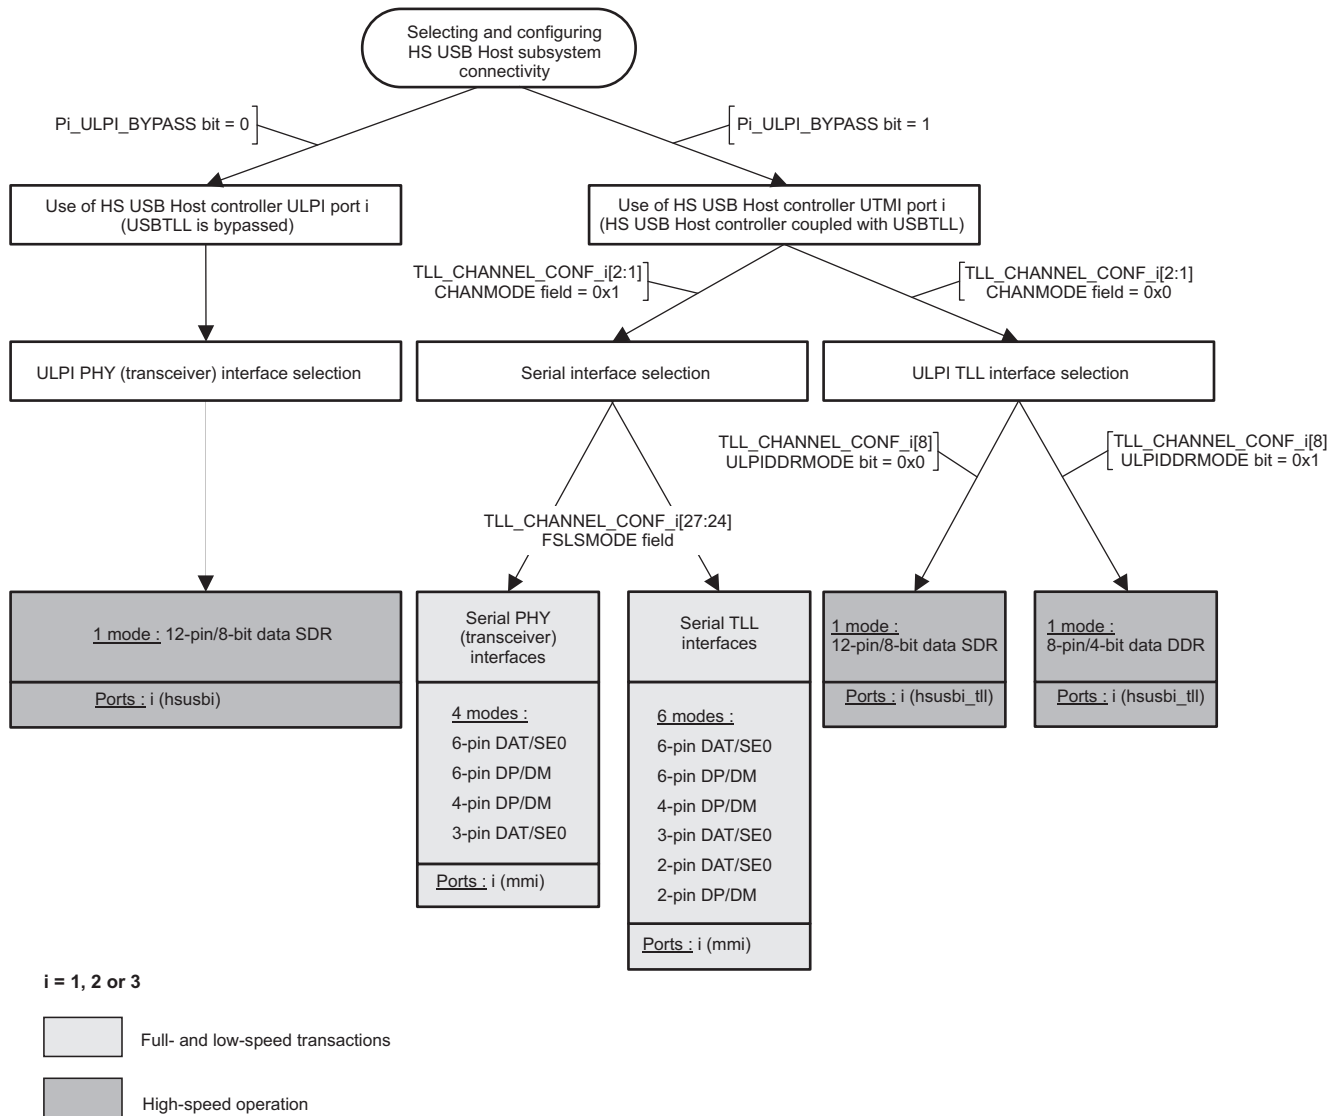 Selecting and configuring
HS USB Host subsystem
connectivity
Pi_ULPI_BYPASS bit = 0
Pi_ULPI_BYPASS bit = 1
Use of HS USB Host controller ULPI port i
(USBTLL is bypassed)
Use of HS USB Host controller UTMI port i
(HS USB Host controller coupled with USBTLL)
TLL_CHANNEL_CONF_i[2:1]
CHANMODE field = 0x1
TLL_CHANNEL_CONF_i[2:1]
CHANMODE field = 0x0
ULPI PHY (transceiver) interface selection
Serial interface selection
ULPI TLL interface selection
TLL_CHANNEL_CONF_i[8]
ULPIDDRMODE bit = 0x0
TLL_CHANNEL_CONF_i[8]
ULPIDDRMODE bit = 0x1
TLL_CHANNEL_CONF_i[27:24]
FSLSMODE field
1 mode : 12-pin/8-bit data SDR
Ports : i (hsusbi)
Serial PHY
(transceiver)
interfaces
4 modes :
6-pin DAT/SE0
6-pin DP/DM
4-pin DP/DM
3-pin DAT/SE0
Ports : i (mmi)
Serial TLL
interfaces
6 modes :
6-pin DAT/SE0
6-pin DP/DM
4-pin DP/DM
3-pin DAT/SE0
2-pin DAT/SE0
2-pin DP/DM
Ports : i (mmi)
1 mode :
12-pin/8-bit data SDR
Ports : i (hsusbi_tll)
1 mode :
8-pin/4-bit data DDR
Ports : i (hsusbi_tll)
i = 1, 2 or 3
Full- and low-speed transactions
High-speed operation